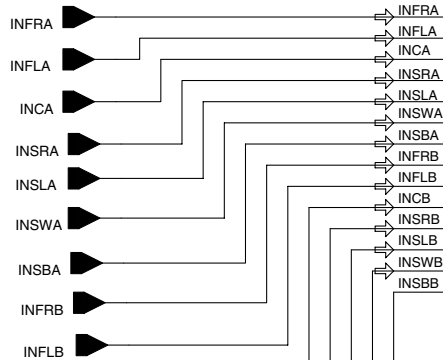 INFRA
INFLA
INCA
INSRA
INSLA
INSWA
INSBA
INFRB
INFLB
INFRA
INFLA
INCA
INSRA
INSLA
INSWA
INSBA
INFRB
INFLB
INCB
INSRB
INSLB
INSWB
INSBB